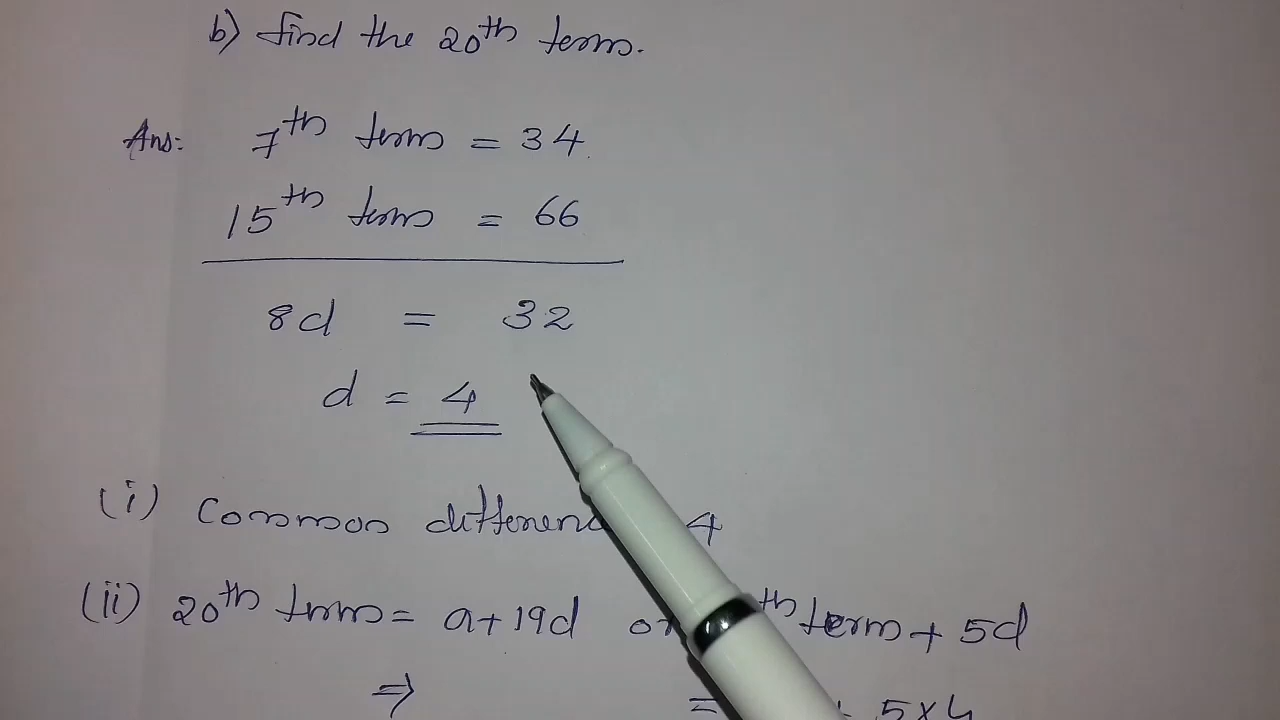 b) find the 20th term.
Ans: 7th term = 34
15th term = 66
8d = 32
d = 4
(i) Common 4
(ii) 20th term = a+19d or th term + 5d
⇒ = + 5×4